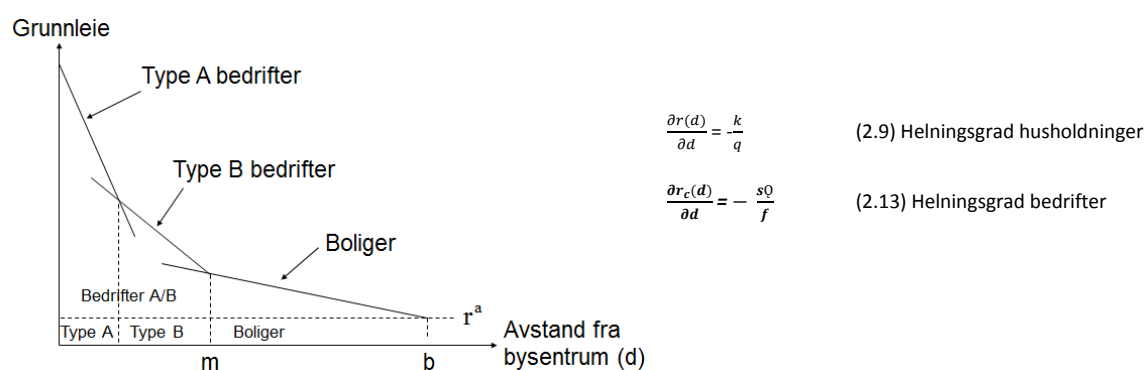 Grunnleie
Type A bedrifter
Type B bedrifter
Boliger
Bedrifter A/B
Type A Type B Boliger
rᵃ
m b
Avstand fra
bysentrum (d)
∂r(d)/∂d = -k/q (2.9) Helningsgrad husholdninger
∂r_c(d)/∂d = − sQ/f (2.13) Helningsgrad bedrifter